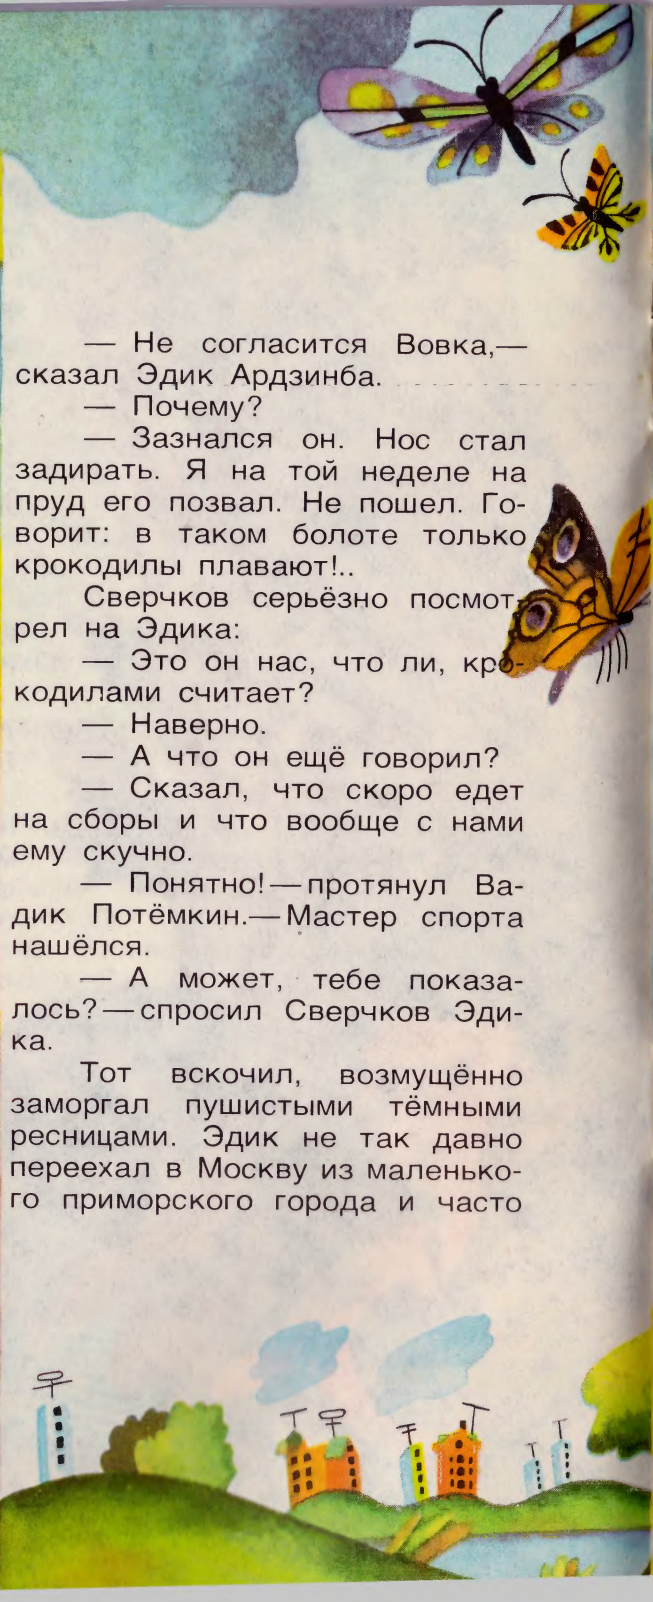 — Не согласится Вовка,—
сказал Эдик Ардзинба.
— Почему?
— Зазнался он. Нос стал
задирать. Я на той неделе на
пруд его позвал. Не пошел. Го-
ворит: в таком болоте только
крокодилы плавают!..
Сверчков серьёзно посмот-
рел на Эдика:
— Это он нас, что ли, кро-
кодилами считает?
— Наверно.
— А что он ещё говорил?
— Сказал, что скоро едет
на сборы и что вообще с нами
ему скучно.
— Понятно!—протянул Ва-
дик Потёмкин.—Мастер спорта
нашёлся.
— А может, тебе показа-
лось?—спросил Сверчков Эди-
ка.
Тот вскочил, возмущённо
заморгал пушистыми тёмными
ресницами. Эдик не так давно
переехал в Москву из маленько-
го приморского города и часто